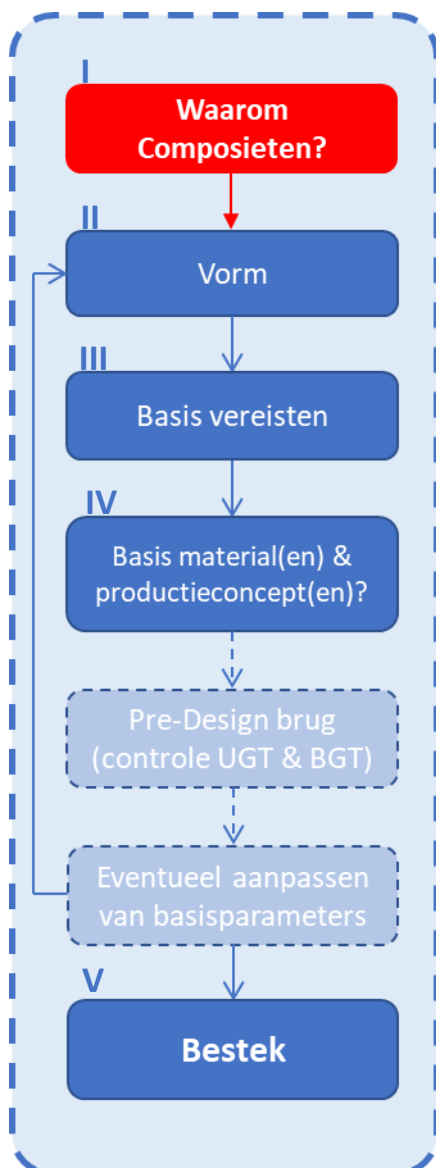 I
Waarom
Composieten?
II
Vorm
III
Basis vereisten
IV
Basis material(en) &
productieconcept(en)?
Pre-Design brug
(controle UGT & BGT)
Eventueel aanpassen
van basisparameters
V
Bestek